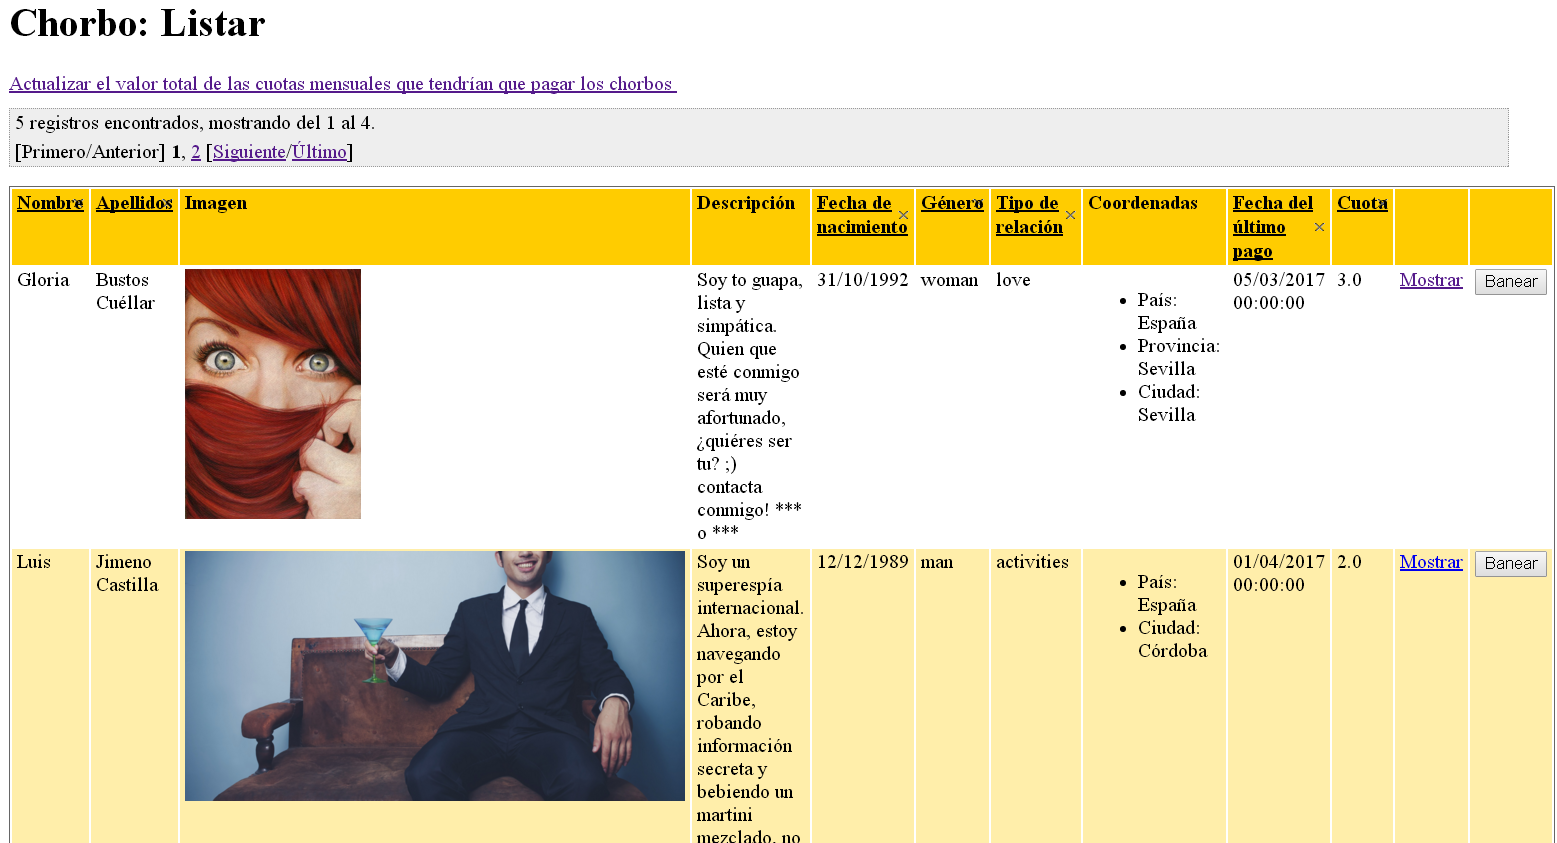 Chorbo: Listar
Actualizar el valor total de las cuotas mensuales que tendrían que pagar los chorbos
5 registros encontrados, mostrando del 1 al 4.
[Primero/Anterior] 1, 2 [Siguiente/Último]
Nombre
Apellidos
Imagen
Descripción
Fecha de
nacimiento
Género
Tipo de
relación
Coordenadas
Fecha del
último
pago
Cuota
Gloria
Bustos
Cuéllar
Soy to guapa,
lista y
simpática.
Quien que
esté conmigo
será muy
afortunado,
¿quiéres ser
tu? ;)
contacta
conmigo! ***
o ***
31/10/1992
woman
love
País:
España
Provincia:
Sevilla
Ciudad:
Sevilla
05/03/2017
00:00:00
3.0
Mostrar
Banear
Luis
Jimeno
Castilla
Soy un
superespía
internacional.
Ahora, estoy
navegando
por el
Caribe,
robando
información
secreta y
bebiendo un
martini
mezclado, no
12/12/1989
man
activities
País:
España
Ciudad:
Córdoba
01/04/2017
00:00:00
2.0
Mostrar
Banear